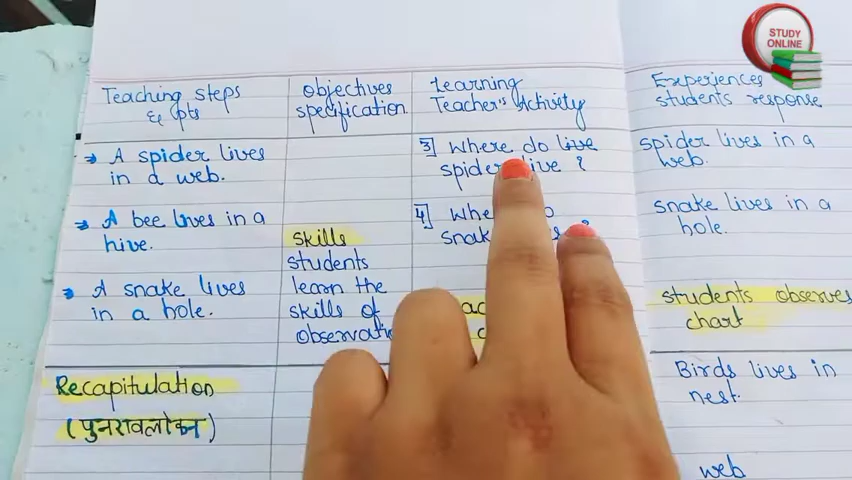 STUDY
ONLINE
Teaching steps
& pts
objectives
specification
Learning
Teacher's Activity
Experiences
students response
→ A spider lives
in a web.
→ A bee lives in a
hive.
→ A snake lives
in a hole.
skills
students
learn the
skills of
3] Where do live
spider live ?
4]
?
spider lives in a
web.
snake lives in a
hole.
students observes
chart
Recapitulation
(पुनरावलोकन)
Birds lives in
nest.
web